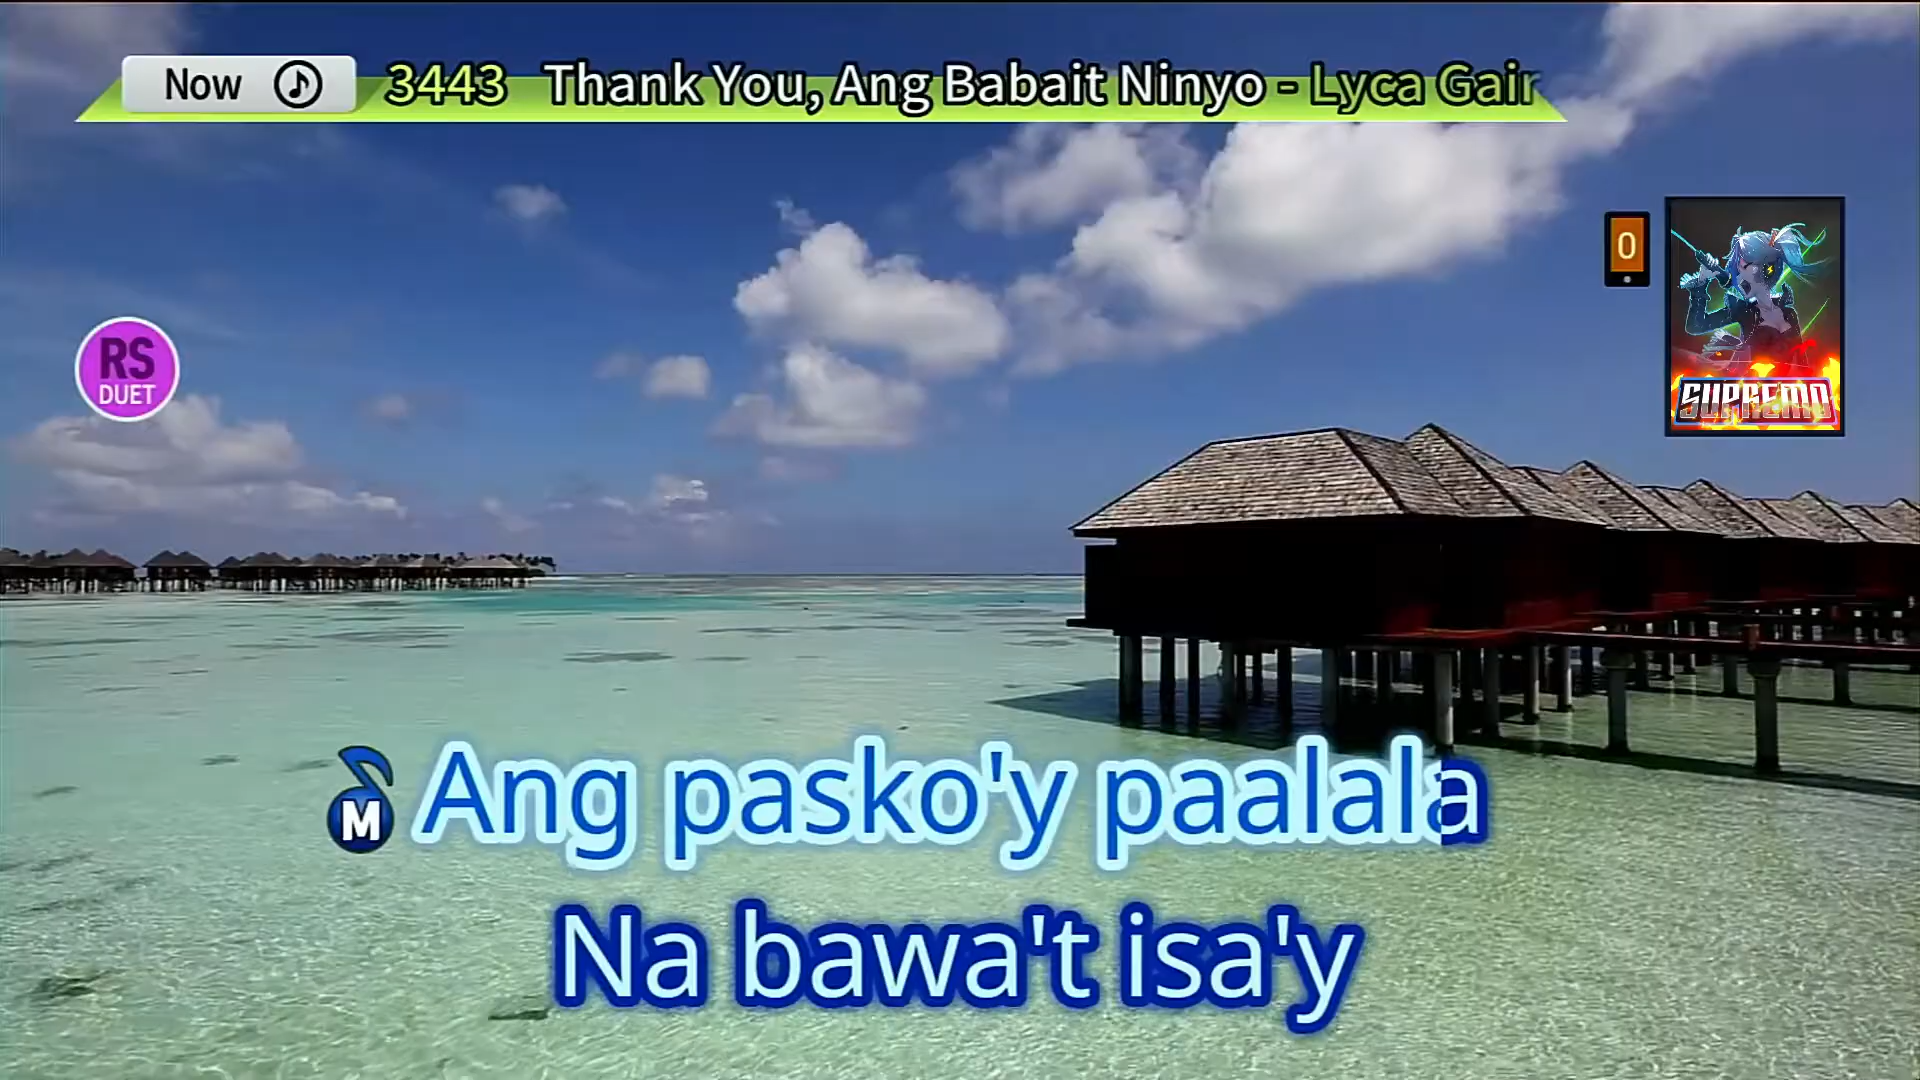 Now 3443 Thank You, Ang Babait Ninyo - Lyca Gair
0
RS
DUET
SUPREMO
M Ang pasko'y paalala
Na bawa't isa'y